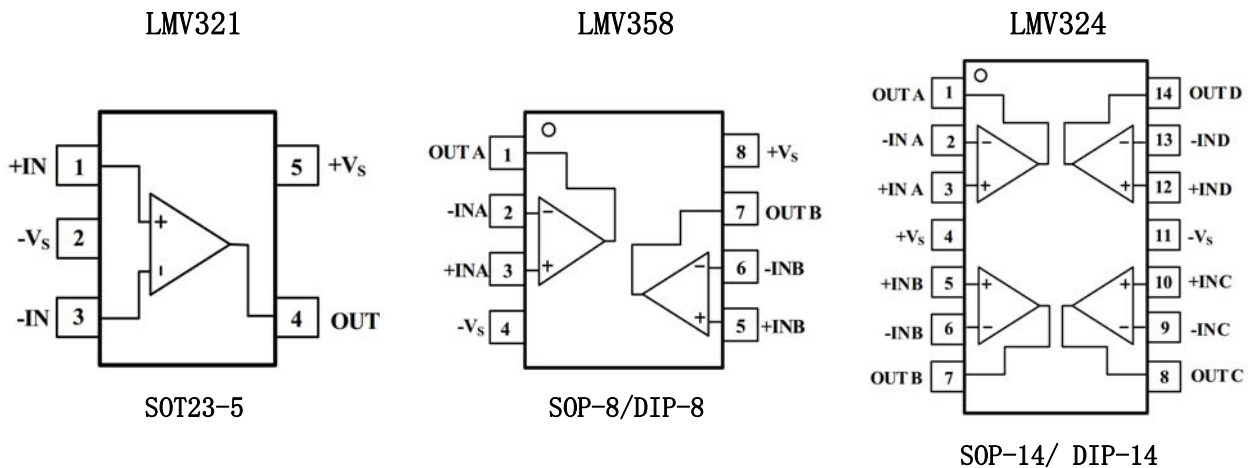 LMV321
+IN 1
-VS 2
-IN 3
5 +VS
4 OUT
+
-
SOT23-5
LMV358
OUT A 1
-INA 2
+INA 3
-VS 4
8 +VS
7 OUT B
6 -INB
5 +INB
-
+
-
+
SOP-8/DIP-8
LMV324
OUT A 1
-IN A 2
+IN A 3
+VS 4
+INB 5
-INB 6
OUT B 7
14 OUT D
13 -IND
12 +IND
11 -VS
10 +INC
9 -INC
8 OUT C
-
+
-
+
+
-
+
-
SOP-14/ DIP-14